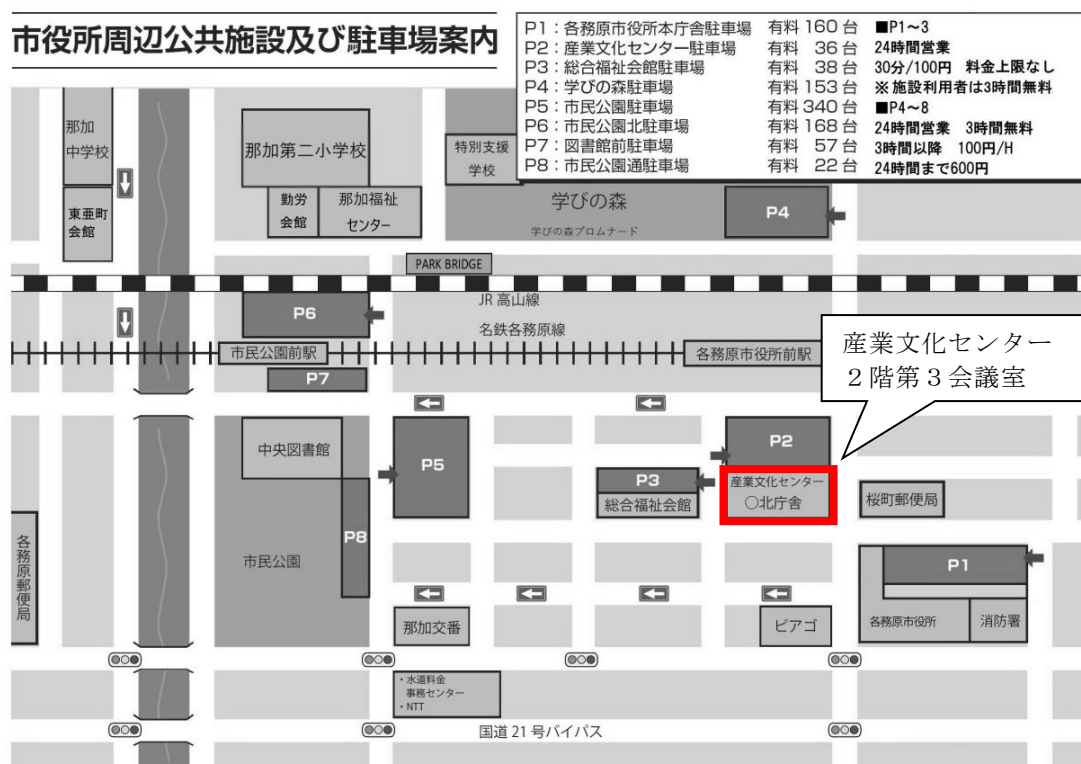 市役所周辺公共施設及び駐車場案内
P1：各務原市役所本庁舎駐車場 有料 160 台
P2：産業文化センター駐車場 有料 36 台
P3：総合福祉会館駐車場 有料 38 台
P4：学びの森駐車場 有料 153 台
P5：市民公園駐車場 有料 340 台
P6：市民公園北駐車場 有料 168 台
P7：図書館前駐車場 有料 57 台
P8：市民公園通駐車場 有料 22 台
■P1～3
24時間営業
30分/100円 料金上限なし
※施設利用者は3時間無料
■P4～8
24時間営業 3時間無料
3時間以降 100円/H
24時間まで600円
那加
中学校
東亜町
会館
那加第二小学校
勤労
会館
那加福祉
センター
特別支援
学校
学びの森
学びの森プロムナード
P4
PARK BRIDGE
JR 高山線
P6
名鉄各務原線
市民公園前駅
各務原市役所前駅
P7
産業文化センター
２階第３会議室
中央図書館
P5
P2
P3
総合福祉会館
産業文化センター
○北庁舎
桜町郵便局
各務原郵便局
市民公園
P8
P1
各務原市役所
消防署
那加交番
ピアゴ
・水道料金
事務センター
・NTT
国道 21 号バイパス